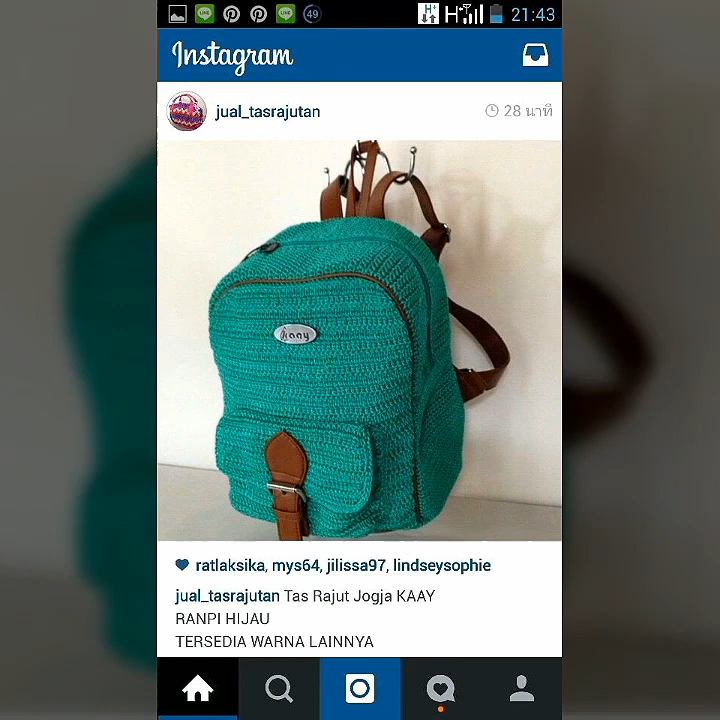 49 H+ H 21:43
Instagram
jual_tasrajutan 28 นาที
kaay
ratlaksika, mys64, jilissa97, lindseysophie
jual_tasrajutan Tas Rajut Jogja KAAY
RANPI HIJAU
TERSEDIA WARNA LAINNYA